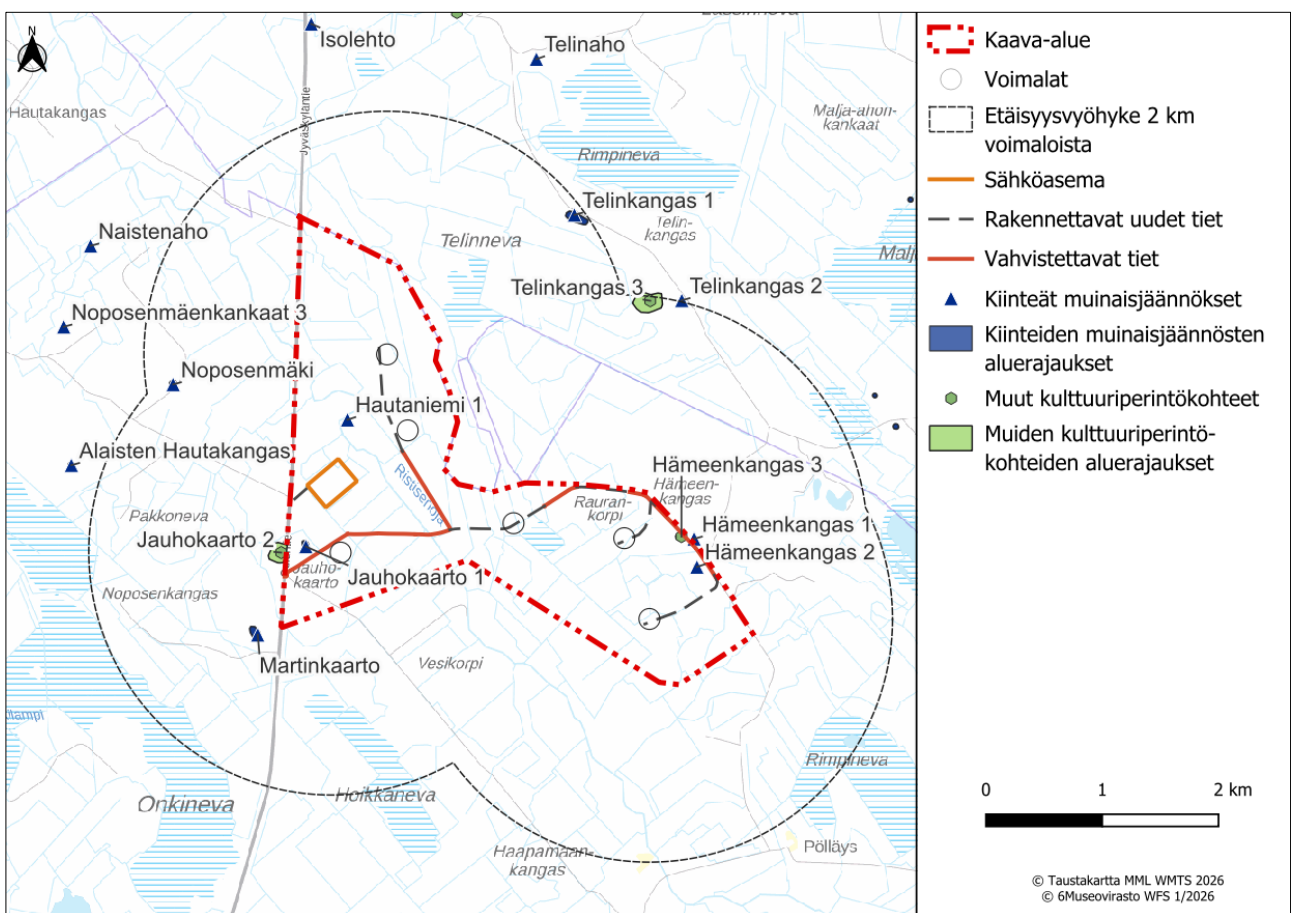 N
Isolehto
Telinaho
Hautakangas
Jyväskyläntie
Malja-ahon-
kankaat
Rimpineva
Telinkangas 1
Telin-
kangas
Naistenaho
Telinneva
Telinkangas 3
Telinkangas 2
Noposenmäenkankaat 3
Noposenmäki
Hautaniemi 1
Alaisten Hautakangas
Ristisenoja
Hämeenkangas 3
Hämeen-
kangas
Rauran-
korpi
Pakkoneva
Hämeenkangas 1
Jauhokaarto 2
Hämeenkangas 2
Jauho-
kaarto
Jauhokaarto 1
Noposenkangas
Martinkaarto
Vesikorpi
Rimpineva
Onkineva
Hoikkaneva
Haapamaan-
kangas
Pölläys
Kaava-alue
Voimalat
Etäisyysvyöhyke 2 km
voimaloista
Sähköasema
Rakennettavat uudet tiet
Vahvistettavat tiet
Kiinteät muinaisjäännökset
Kiinteiden muinaisjäännösten
aluerajaukset
Muut kulttuuriperintökohteet
Muiden kulttuuriperintö-
kohteiden aluerajaukset
0 1 2 km
© Taustakartta MML WMTS 2026
© 6Museovirasto WFS 1/2026